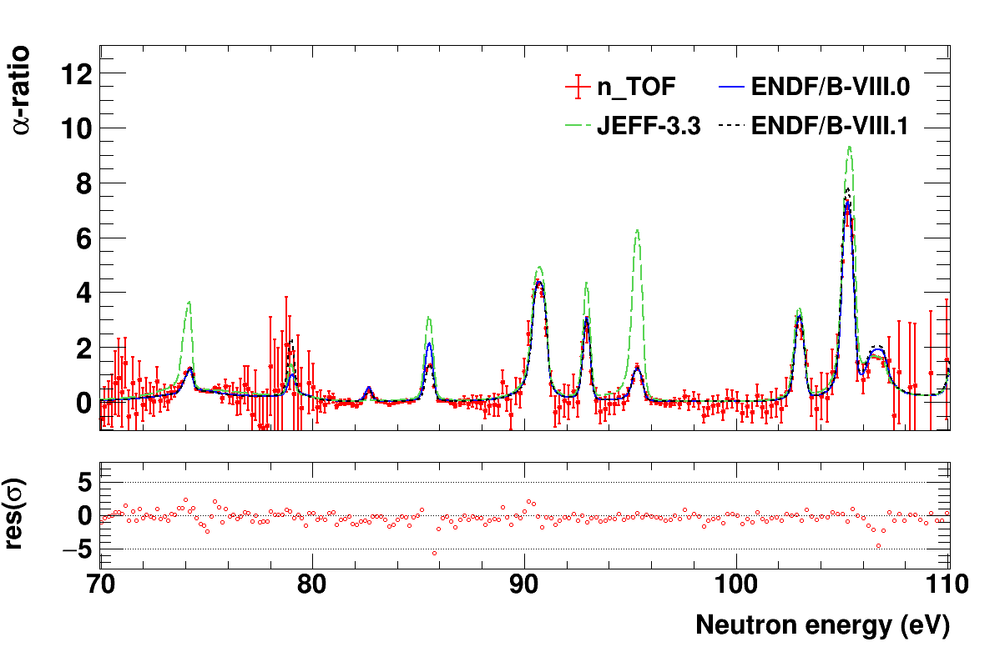 α-ratio
12
10
8
6
4
2
0
n_TOF
ENDF/B-VIII.0
JEFF-3.3
ENDF/B-VIII.1
res(σ)
5
0
−5
70 80 90 100 110
Neutron energy (eV)